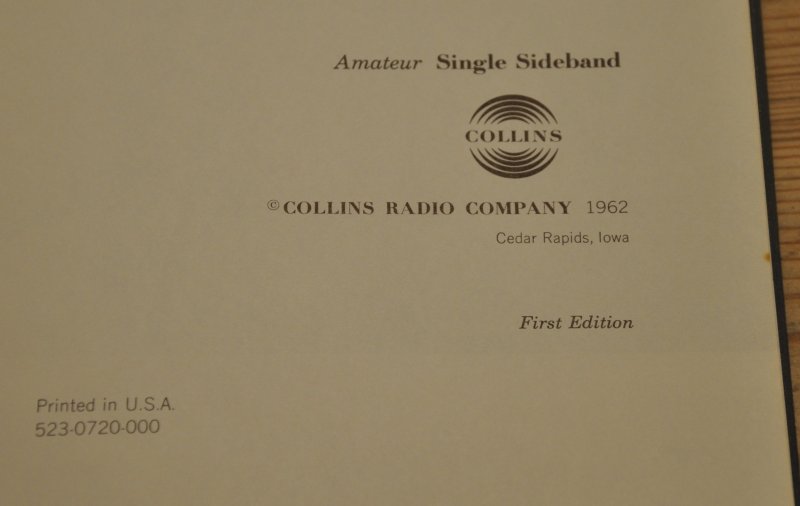 Amateur Single Sideband
COLLINS
© COLLINS RADIO COMPANY 1962
Cedar Rapids, Iowa
First Edition
Printed in U.S.A.
523-0720-000